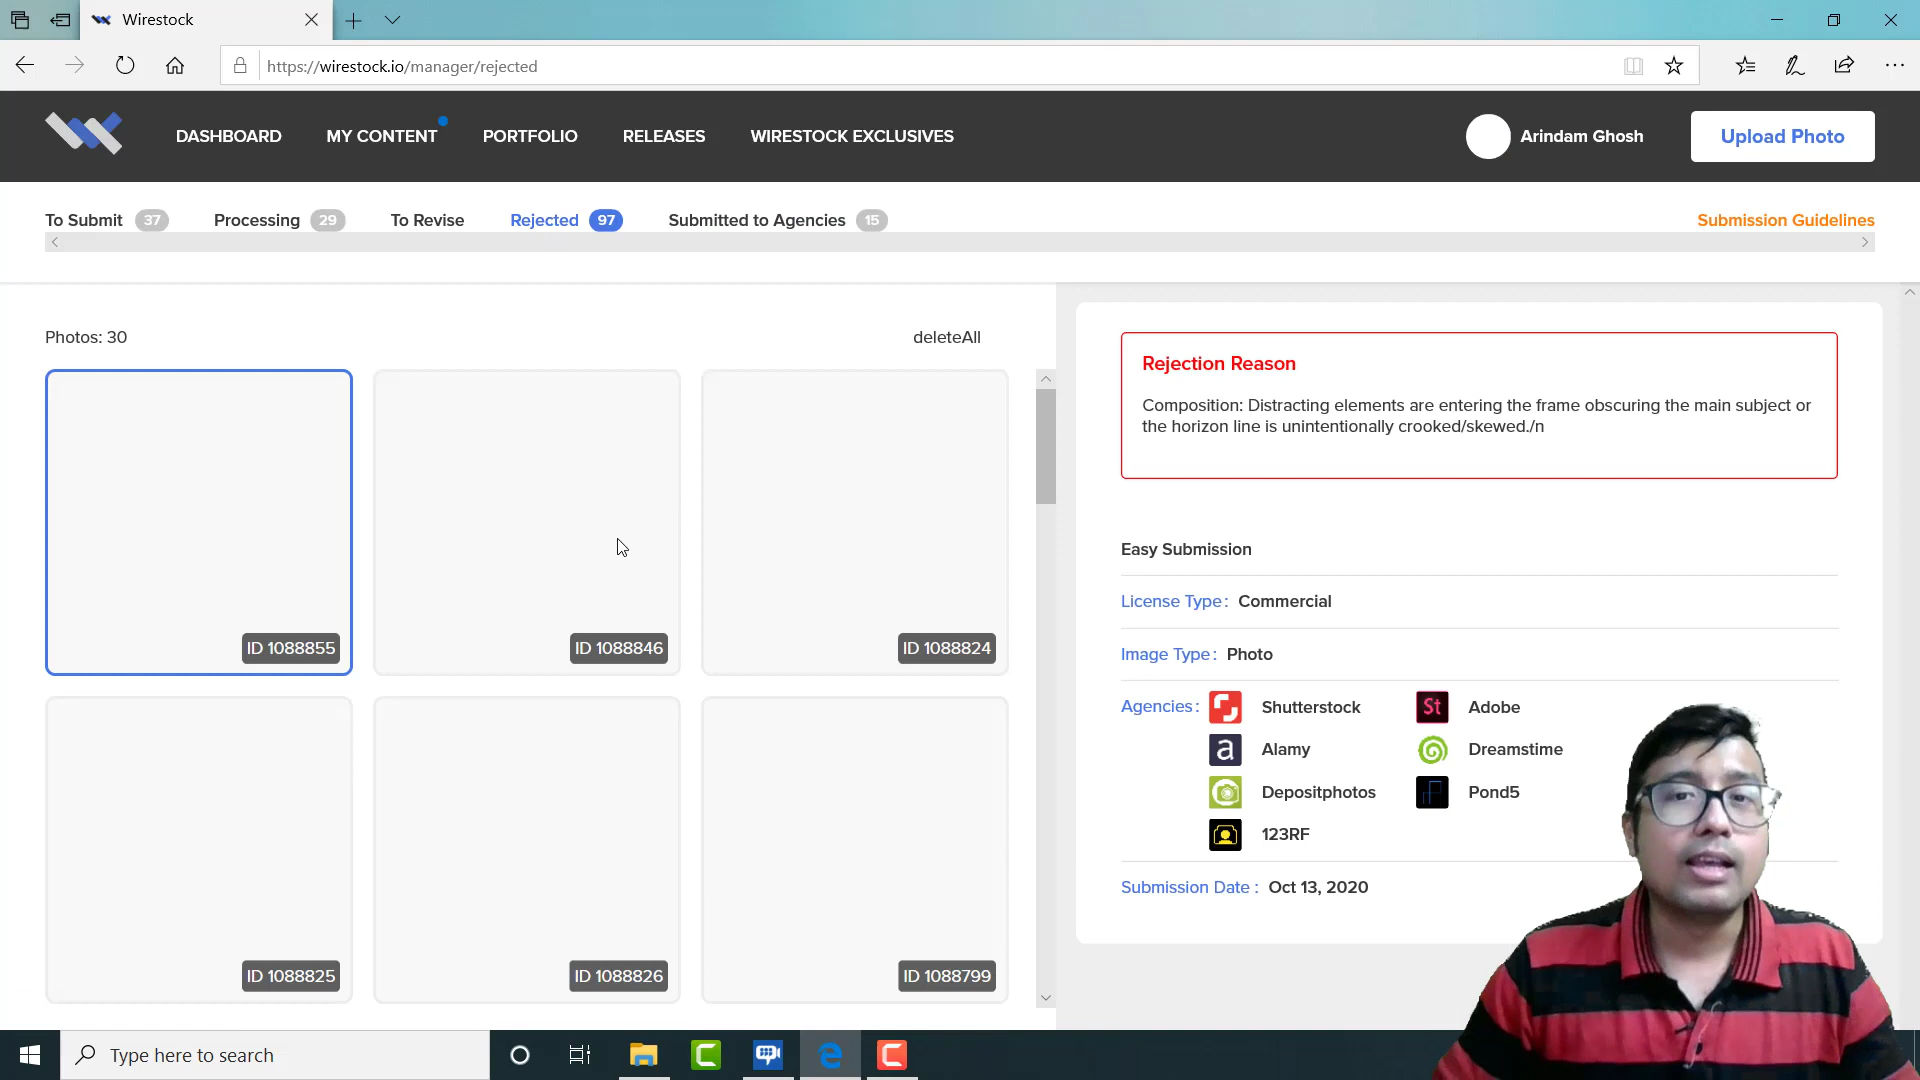 Wirestock
https://wirestock.io/manager/rejected
DASHBOARD MY CONTENT PORTFOLIO RELEASES WIRESTOCK EXCLUSIVES Arindam Ghosh Upload Photo
To Submit 37 Processing 29 To Revise Rejected 97 Submitted to Agencies 15 Submission Guidelines
Photos: 30 deleteAll
ID 1088855 ID 1088846 ID 1088824
ID 1088825 ID 1088826 ID 1088799
Rejection Reason
Composition: Distracting elements are entering the frame obscuring the main subject or
the horizon line is unintentionally crooked/skewed./n
Easy Submission
License Type: Commercial
Image Type: Photo
Agencies: Shutterstock St Adobe
a Alamy Dreamstime
Depositphotos Pond5
123RF
Submission Date : Oct 13, 2020
Type here to search